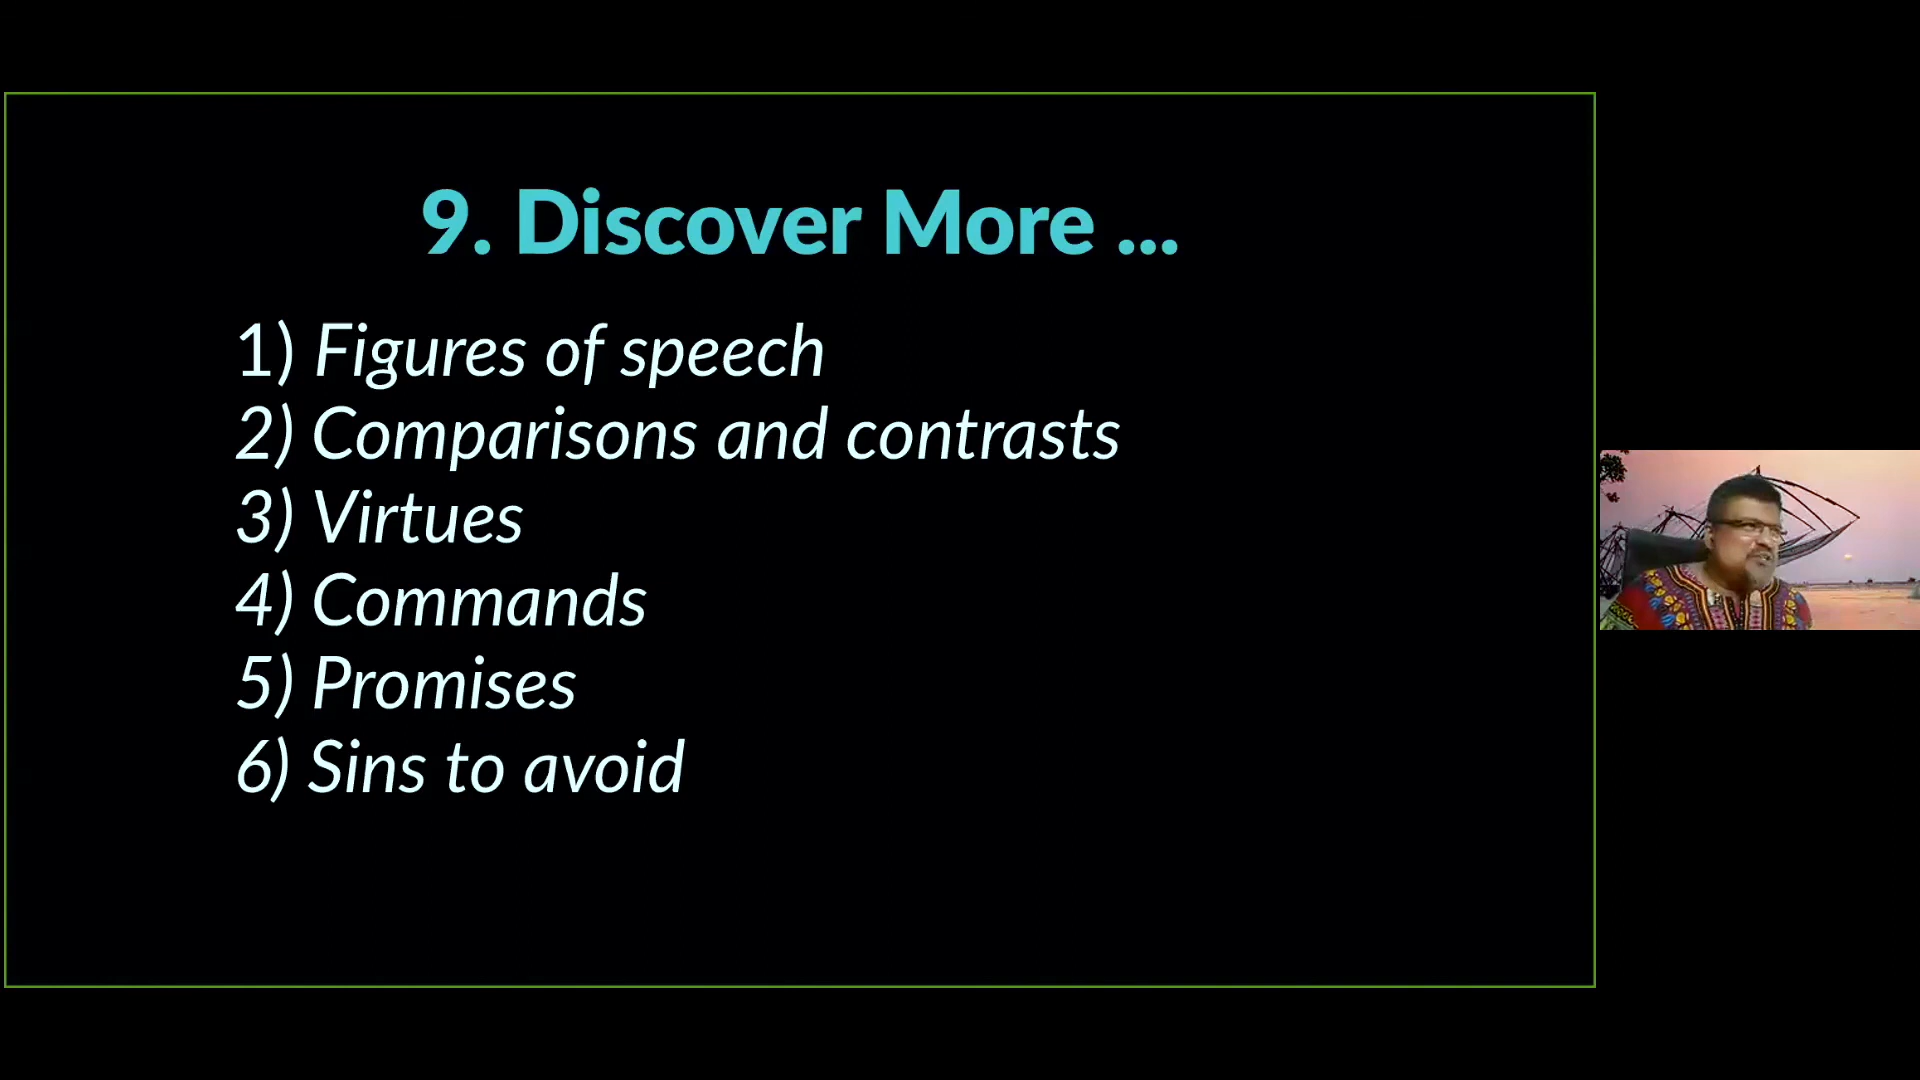 9. Discover More ...
1) Figures of speech
2) Comparisons and contrasts
3) Virtues
4) Commands
5) Promises
6) Sins to avoid